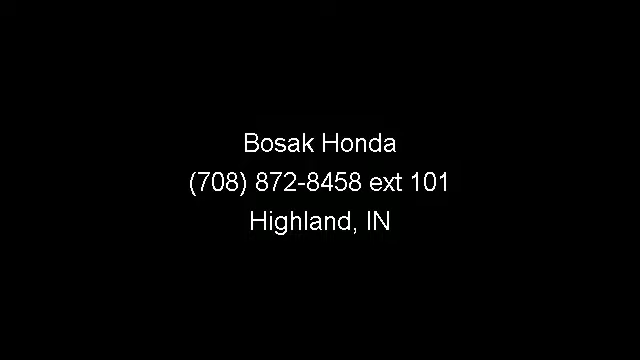 Bosak Honda
(708) 872-8458 ext 101
Highland, IN